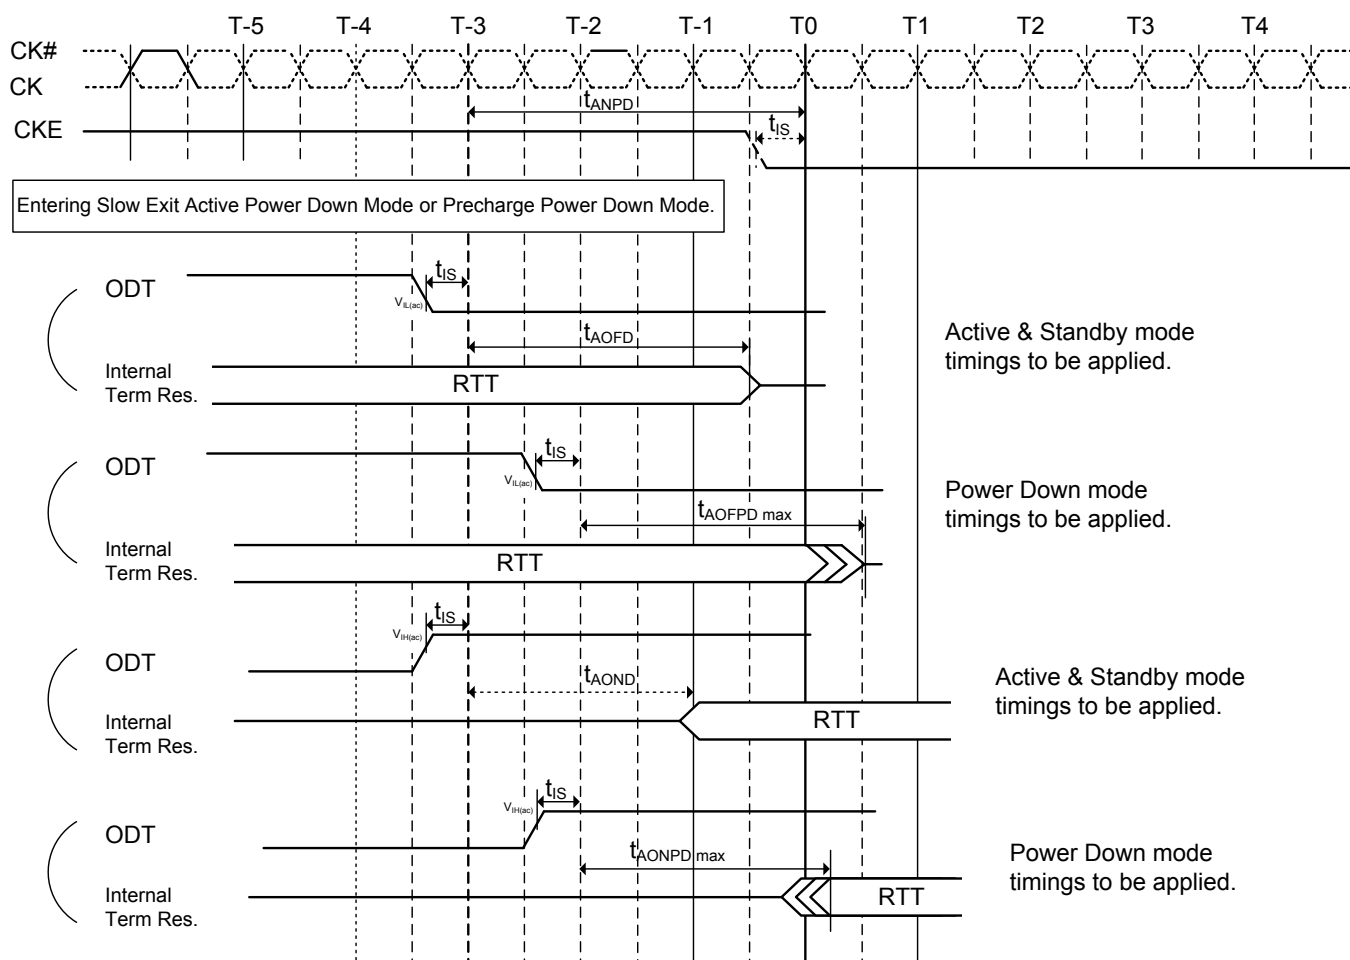 T-5 T-4 T-3 T-2 T-1 T0 T1 T2 T3 T4
CK#
CK
tANPD
CKE
tIS
Entering Slow Exit Active Power Down Mode or Precharge Power Down Mode.
ODT
tIS
VIL(ac)
tAOFD
Internal
Term Res.
RTT
Active & Standby mode
timings to be applied.
ODT
tIS
VIL(ac)
tAOFPD max
Internal
Term Res.
RTT
Power Down mode
timings to be applied.
ODT
tIS
VIH(ac)
tAOND
Internal
Term Res.
RTT
Active & Standby mode
timings to be applied.
ODT
tIS
VIH(ac)
tAONPD max
Internal
Term Res.
RTT
Power Down mode
timings to be applied.